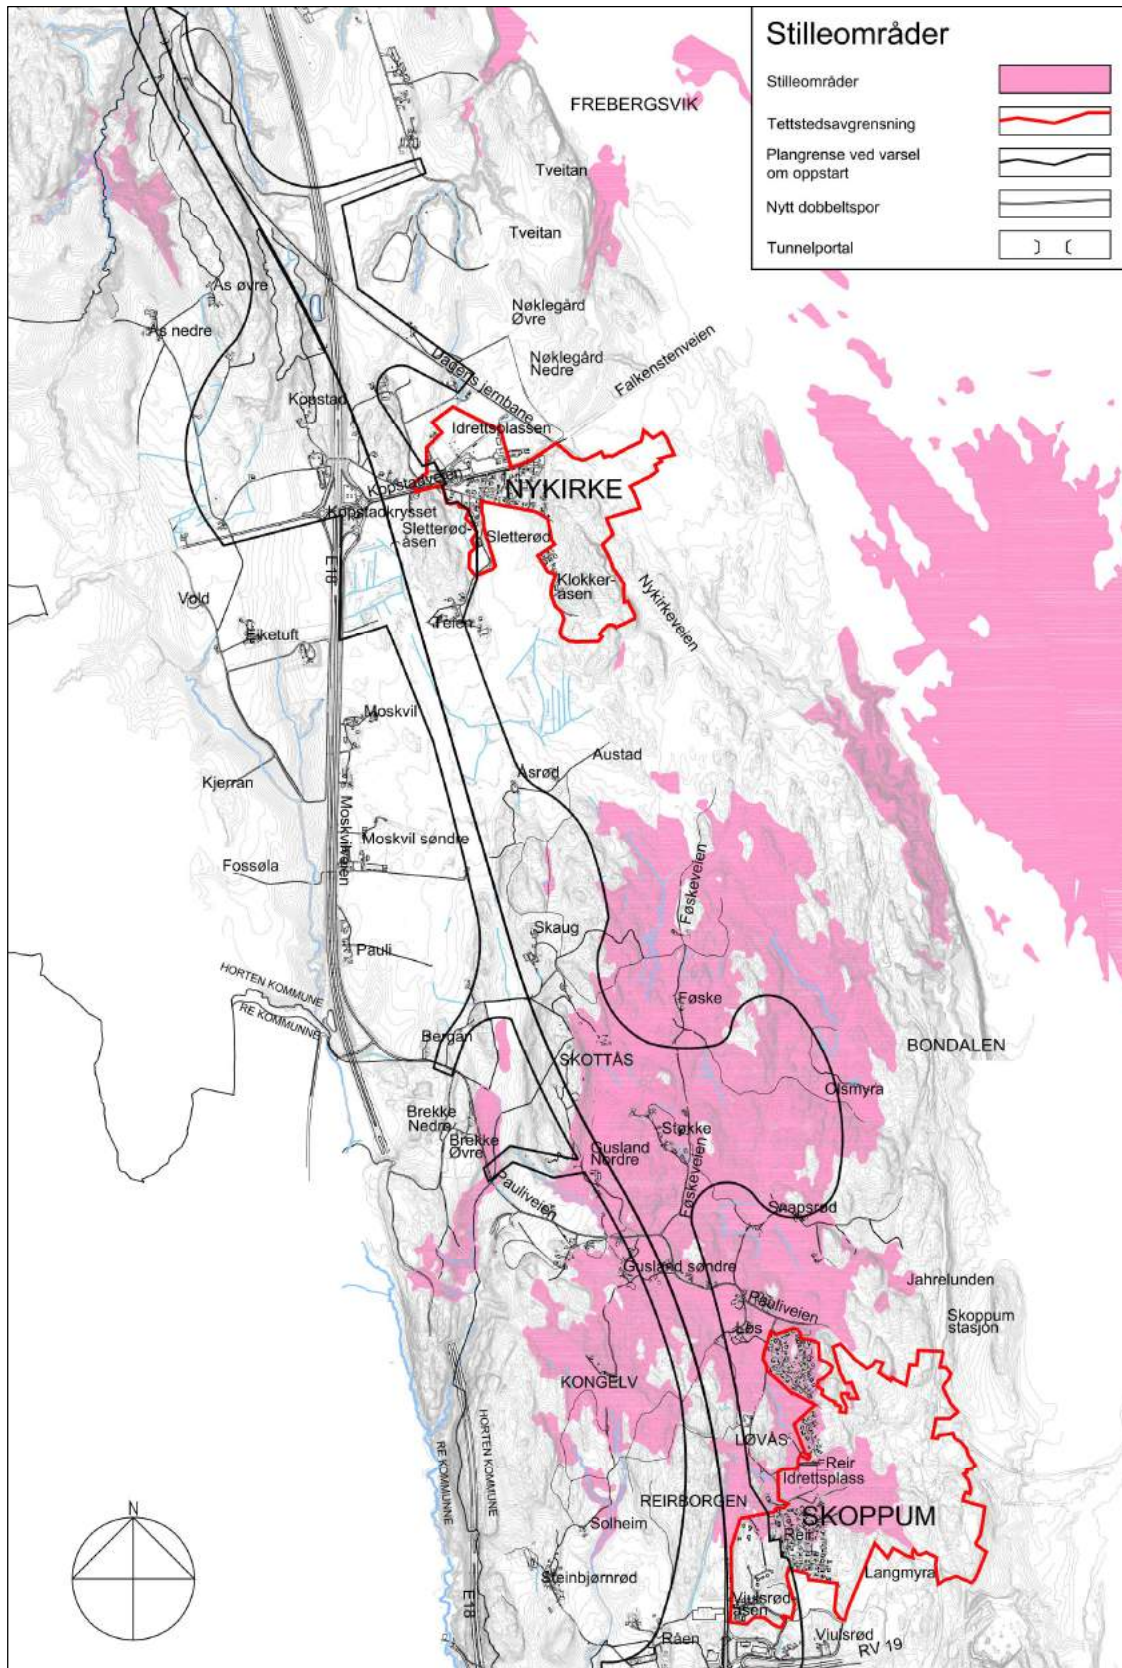 Stilleområder
Stilleområder
Tettstedsavgrensning
Plangrense ved varsel
om oppstart
Nytt dobbeltspor
Tunnelportal
FREBERGSVIK
Tveitan
Tveitan
Ås øvre
Ås nedre
Nøklegård
Øvre
Nøklegård
Nedre
Falkenstenveien
Dagens jernbane
Kopstad
Idrettsplassen
Kopstadveien
NYKIRKE
Kopstadkrysset
Sletterød-
åsen
Sletterød
Klokker-
åsen
E18
Nykirkeveien
Vold
Teien
Moskvil
Austad
Åsrød
Kjerran
Moskvilveien
Moskvil søndre
Fossøla
Føskeveien
Skaug
Pauli
HORTEN KOMMUNE
RE KOMMUNNE
Føske
Bergan
SKOTTÅS
BONDALEN
Olsmyra
Brekke
Nedre
Støkke
Brekke
Øvre
Gusland
Nordre
Føskeveien
Pauliveien
Snapsrød
Gusland søndre
Jahrelunden
Pauliveien
Skoppum
stasjon
Løs
KONGELV
HORTEN KOMMUNE
RE KOMMUNNE
LØVÅS
Reir
Idrettsplass
REIRBORGEN
SKOPPUM
Solheim
Reir
N
Langmyra
Steinbjørnrød
E18
Viulsrød-
åsen
Råen
Viulsrød
RV 19